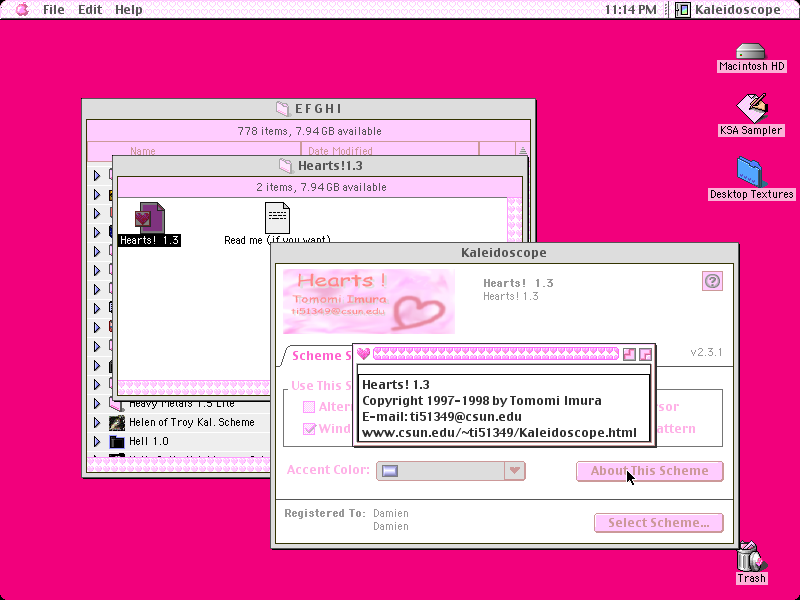 File Edit Help
11:14 PM
Kaleidoscope
Macintosh HD
KSA Sampler
Desktop Textures
Trash
E F G H I
778 items, 7.94 GB available
Name
Date Modified
Heavy Metals 1.5 Lite
Helen of Troy Kal. Scheme
Hell 1.0
Hearts!1.3
2 items, 7.94 GB available
Hearts! 1.3
Read me (if you want)
Kaleidoscope
Hearts !
Tomomi Imura
ti51349@csun.edu
Hearts! 1.3
Hearts! 1.3
?
Scheme S
v2.3.1
Use This S
Hearts! 1.3
Copyright 1997-1998 by Tomomi Imura
E-mail: ti51349@csun.edu
www.csun.edu/~ti51349/Kaleidoscope.html
Accent Color:
About This Scheme
Registered To: Damien
Damien
Select Scheme...